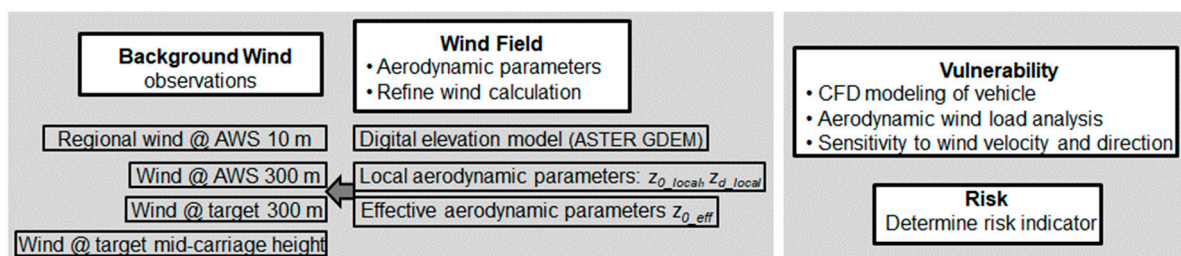 Background Wind
observations
Regional wind @ AWS 10 m
Wind @ AWS 300 m
Wind @ target 300 m
Wind @ target mid-carriage height
Wind Field
• Aerodynamic parameters
• Refine wind calculation
Digital elevation model (ASTER GDEM)
Local aerodynamic parameters: z0_local, zd_local
Effective aerodynamic parameters z0_eff
Vulnerability
• CFD modeling of vehicle
• Aerodynamic wind load analysis
• Sensitivity to wind velocity and direction
Risk
Determine risk indicator